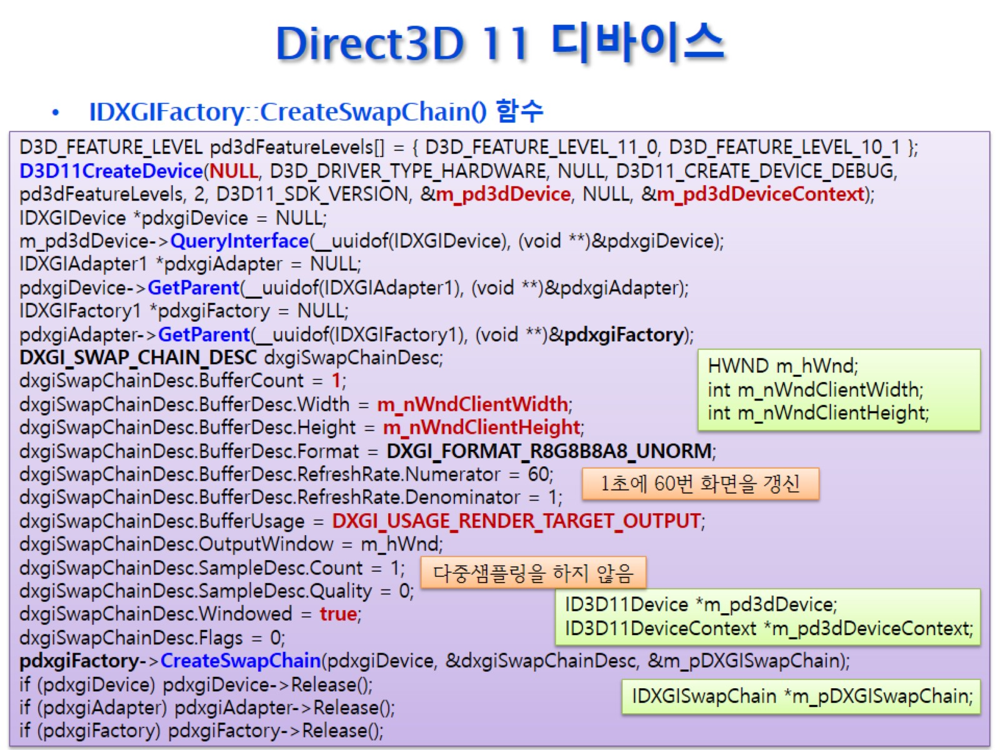 Direct3D 11 디바이스
• IDXGIFactory::CreateSwapChain() 함수
D3D_FEATURE_LEVEL pd3dFeatureLevels[] = { D3D_FEATURE_LEVEL_11_0, D3D_FEATURE_LEVEL_10_1 };
D3D11CreateDevice(NULL, D3D_DRIVER_TYPE_HARDWARE, NULL, D3D11_CREATE_DEVICE_DEBUG,
pd3dFeatureLevels, 2, D3D11_SDK_VERSION, &m_pd3dDevice, NULL, &m_pd3dDeviceContext);
IDXGIDevice *pdxgiDevice = NULL;
m_pd3dDevice->QueryInterface(__uuidof(IDXGIDevice), (void **)&pdxgiDevice);
IDXGIAdapter1 *pdxgiAdapter = NULL;
pdxgiDevice->GetParent(__uuidof(IDXGIAdapter1), (void **)&pdxgiAdapter);
IDXGIFactory1 *pdxgiFactory = NULL;
pdxgiAdapter->GetParent(__uuidof(IDXGIFactory1), (void **)&pdxgiFactory);
DXGI_SWAP_CHAIN_DESC dxgiSwapChainDesc;
dxgiSwapChainDesc.BufferCount = 1;
dxgiSwapChainDesc.BufferDesc.Width = m_nWndClientWidth;
dxgiSwapChainDesc.BufferDesc.Height = m_nWndClientHeight;
HWND m_hWnd;
int m_nWndClientWidth;
int m_nWndClientHeight;
dxgiSwapChainDesc.BufferDesc.Format = DXGI_FORMAT_R8G8B8A8_UNORM;
dxgiSwapChainDesc.BufferDesc.RefreshRate.Numerator = 60;
dxgiSwapChainDesc.BufferDesc.RefreshRate.Denominator = 1;
1초에 60번 화면을 갱신
dxgiSwapChainDesc.BufferUsage = DXGI_USAGE_RENDER_TARGET_OUTPUT;
dxgiSwapChainDesc.OutputWindow = m_hWnd;
dxgiSwapChainDesc.SampleDesc.Count = 1;
dxgiSwapChainDesc.SampleDesc.Quality = 0;
다중샘플링을 하지 않음
dxgiSwapChainDesc.Windowed = true;
dxgiSwapChainDesc.Flags = 0;
ID3D11Device *m_pd3dDevice;
ID3D11DeviceContext *m_pd3dDeviceContext;
pdxgiFactory->CreateSwapChain(pdxgiDevice, &dxgiSwapChainDesc, &m_pDXGISwapChain);
if (pdxgiDevice) pdxgiDevice->Release();
if (pdxgiAdapter) pdxgiAdapter->Release();
if (pdxgiFactory) pdxgiFactory->Release();
IDXGISwapChain *m_pDXGISwapChain;